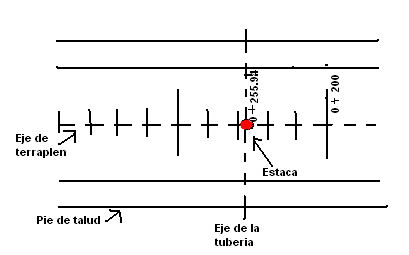 0+255.94
0+ 200
Eje de
terraplen
Estaca
Pie de talud
Eje de la
tuberia